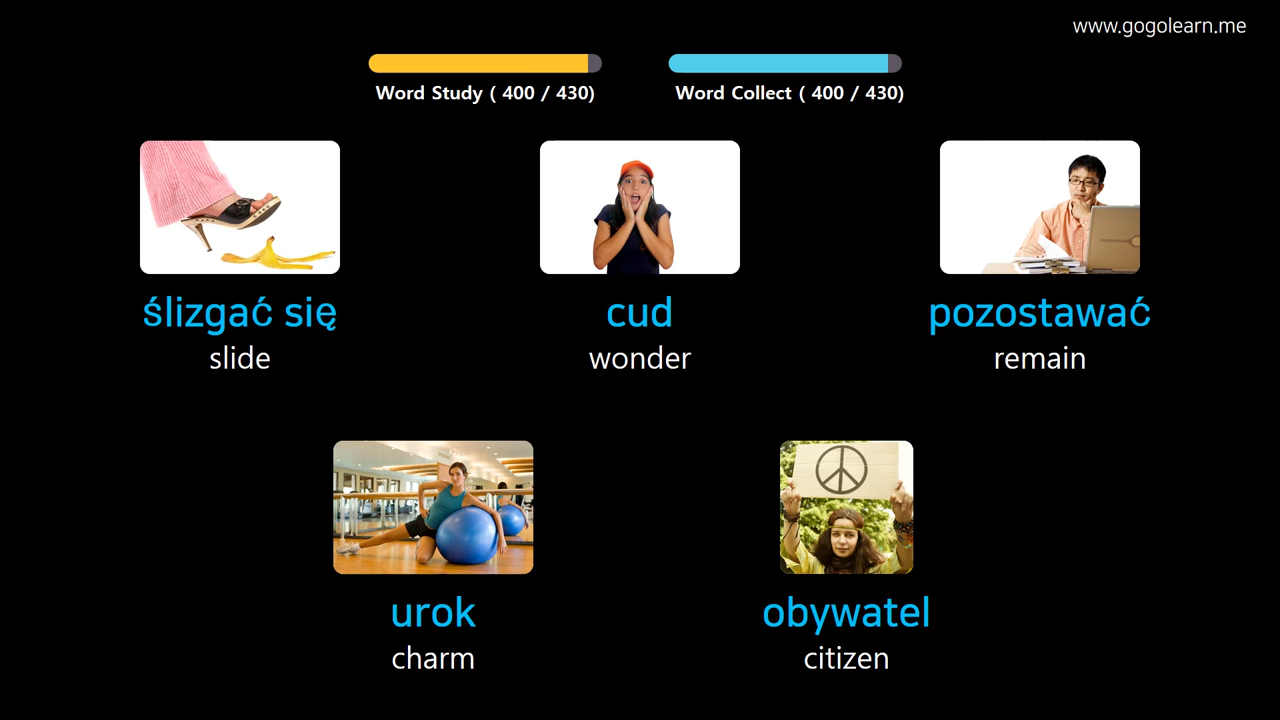 www.gogolearn.me
Word Study ( 400 / 430)
Word Collect ( 400 / 430)
ślizgać się
slide
cud
wonder
pozostawać
remain
urok
charm
obywatel
citizen